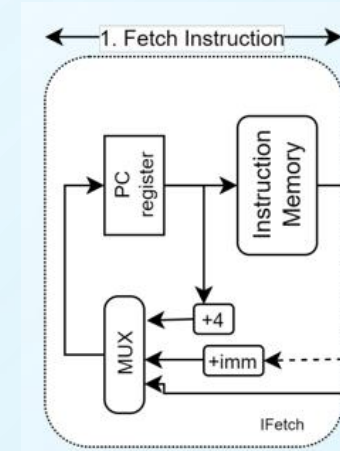 1. Fetch Instruction
PC
register
Instruction
Memory
+4
MUX
+imm
IFetch